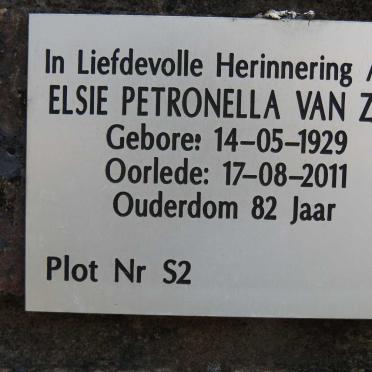 In Liefdevolle Herinnering
ELSIE PETRONELLA VAN
Gebore: 14-05-1929
Oorlede: 17-08-2011
Ouderdom 82 Jaar
Plot Nr S2